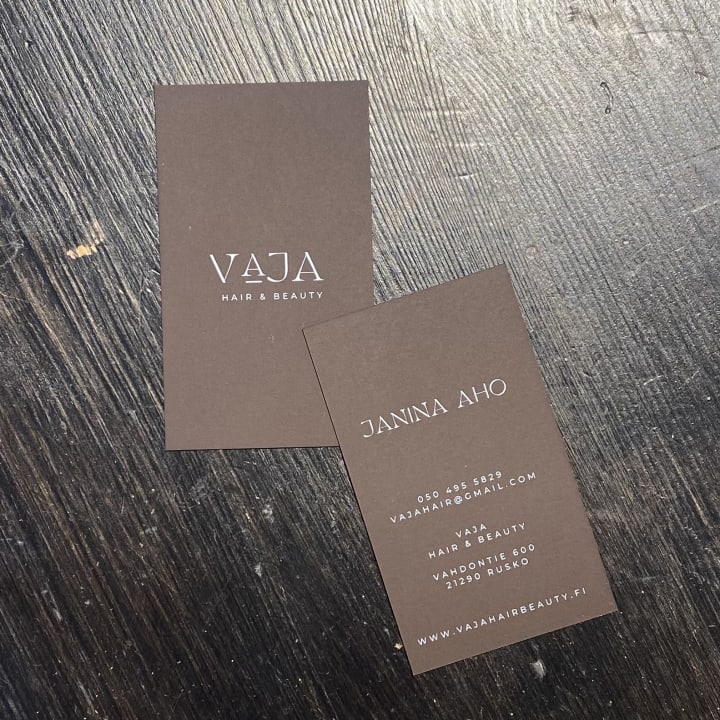 VAJA
HAIR & BEAUTY
JANINA AHO
050 495 5829
VAJAHAIR@GMAIL.COM
VAJA
HAIR & BEAUTY
VAHDONTIE 600
21290 RUSKO
WWW.VAJAHAIRBEAUTY.FI